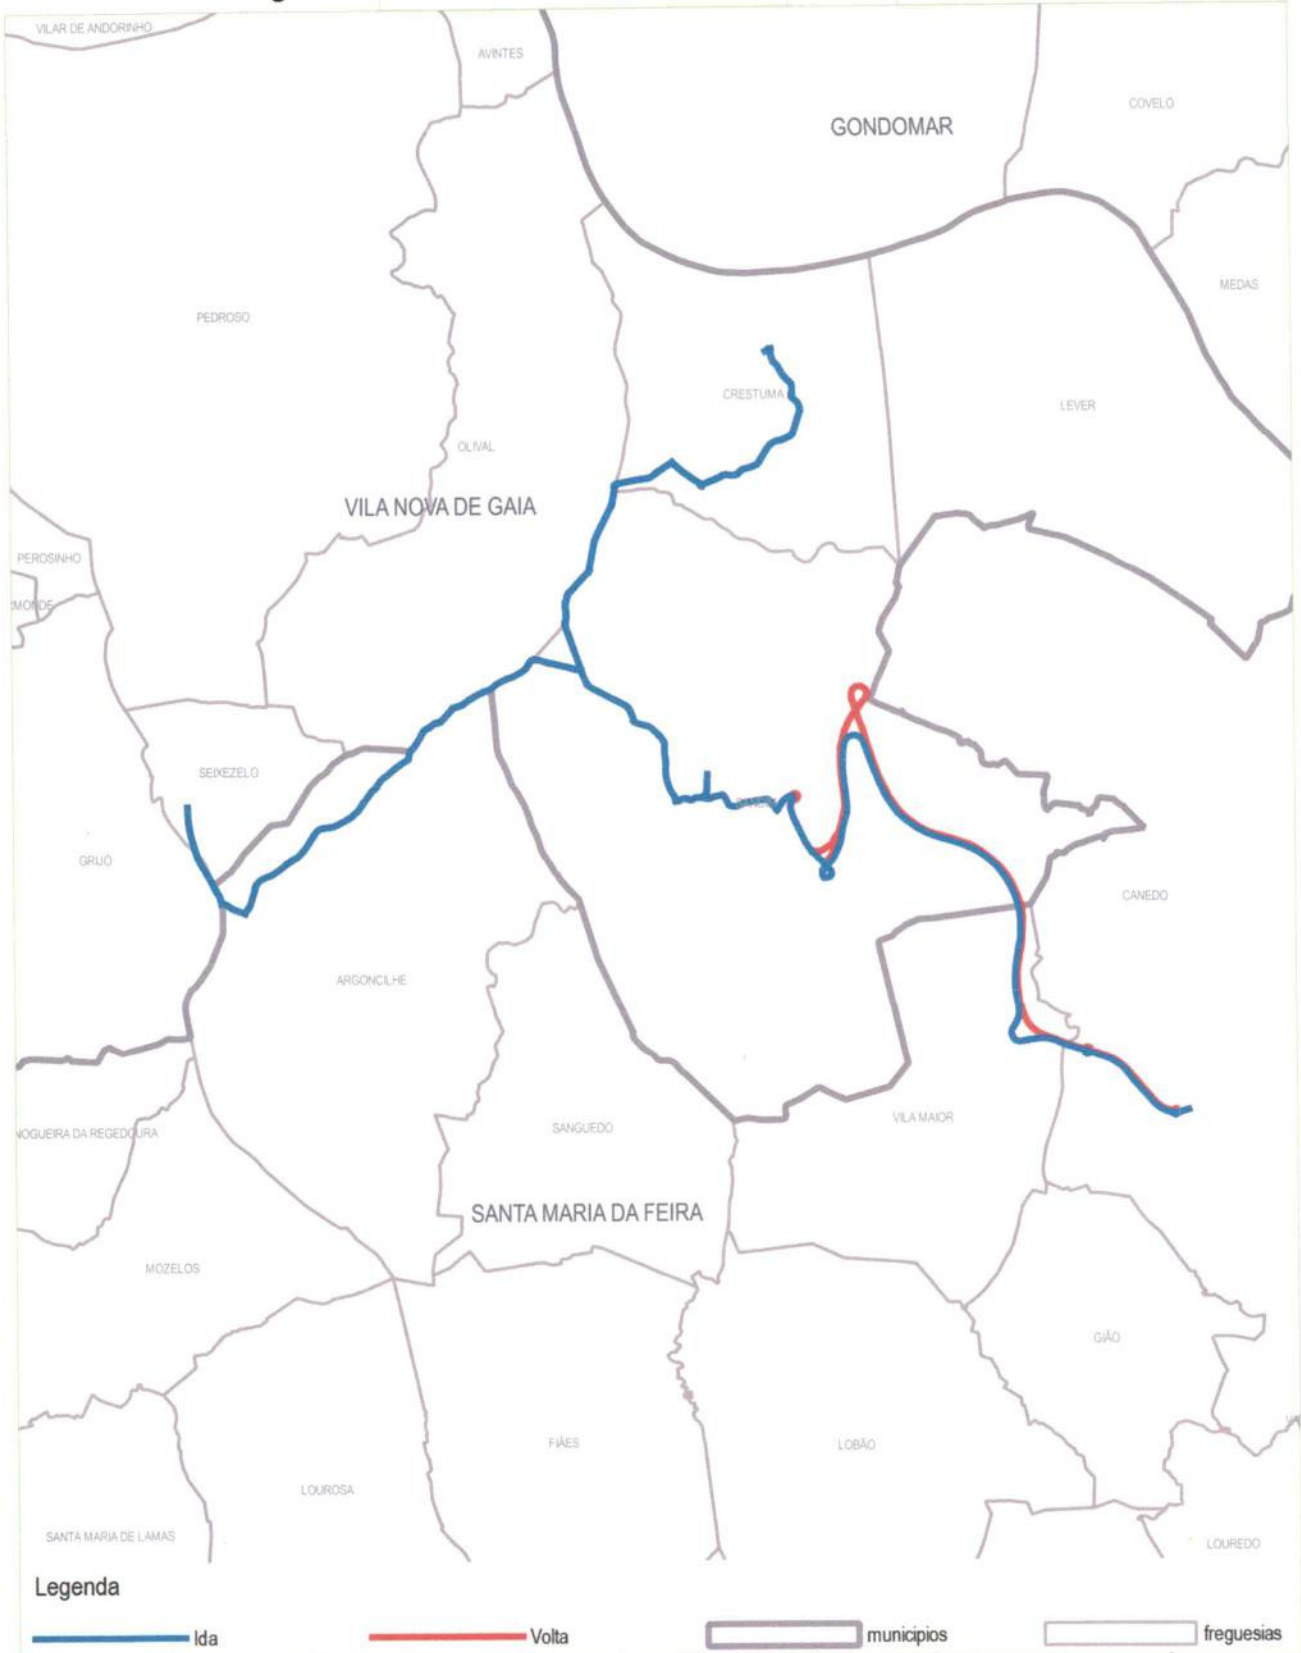 VILAR DE ANDORINHO
AVINTES
COVELO
GONDOMAR
MEDAS
PEDROSO
CRESTUMA
LEVER
OLIVAL
VILA NOVA DE GAIA
PEROSINHO
MONDE
SEIXEZELO
GRIJÓ
CANEDO
ARGONCILHE
VILA MAIOR
SANGUEDO
NOGUEIRA DA REGEDOURA
SANTA MARIA DA FEIRA
MOZELOS
GIÃO
FIÃES
LOBÃO
LOUROSA
SANTA MARIA DE LAMAS
LOUREDO
Legenda
Ida
Volta
municipios
freguesias